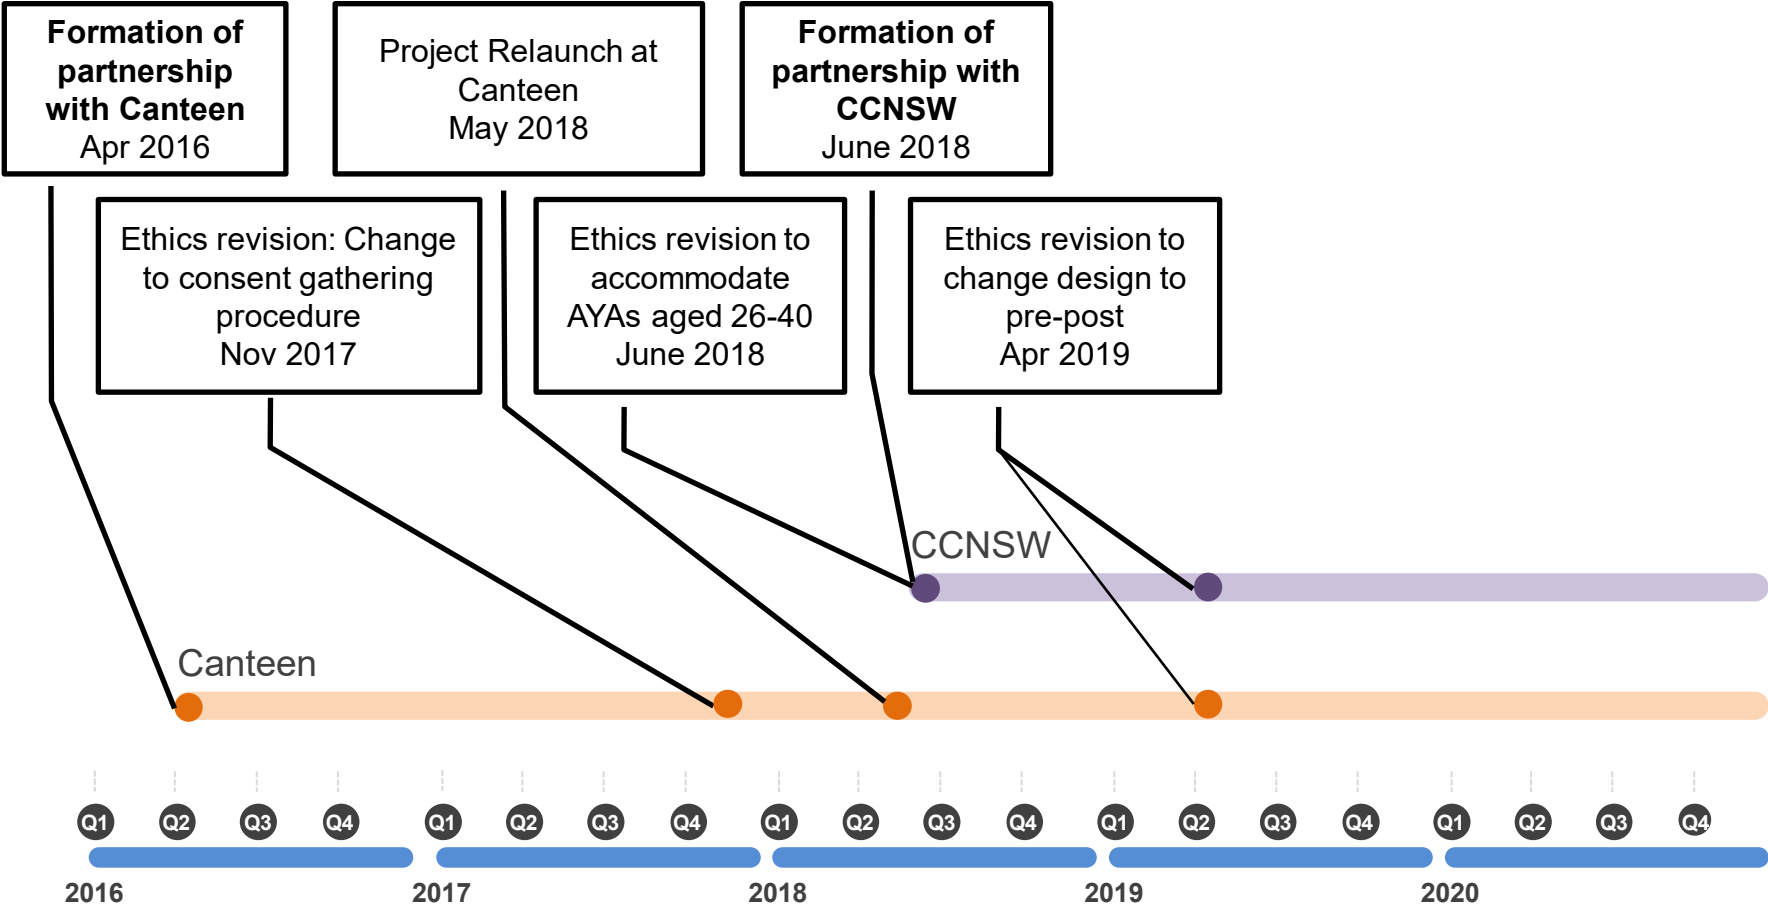 Formation of
partnership
with Canteen
Apr 2016
Project Relaunch at
Canteen
May 2018
Formation of
partnership with
CCNSW
June 2018
Ethics revision: Change
to consent gathering
procedure
Nov 2017
Ethics revision to
accommodate
AYAs aged 26-40
June 2018
Ethics revision to
change design to
pre-post
Apr 2019
CCNSW
Canteen
Q1 Q2 Q3 Q4 Q1 Q2 Q3 Q4 Q1 Q2 Q3 Q4 Q1 Q2 Q3 Q4 Q1 Q2 Q3 Q4
2016 2017 2018 2019 2020